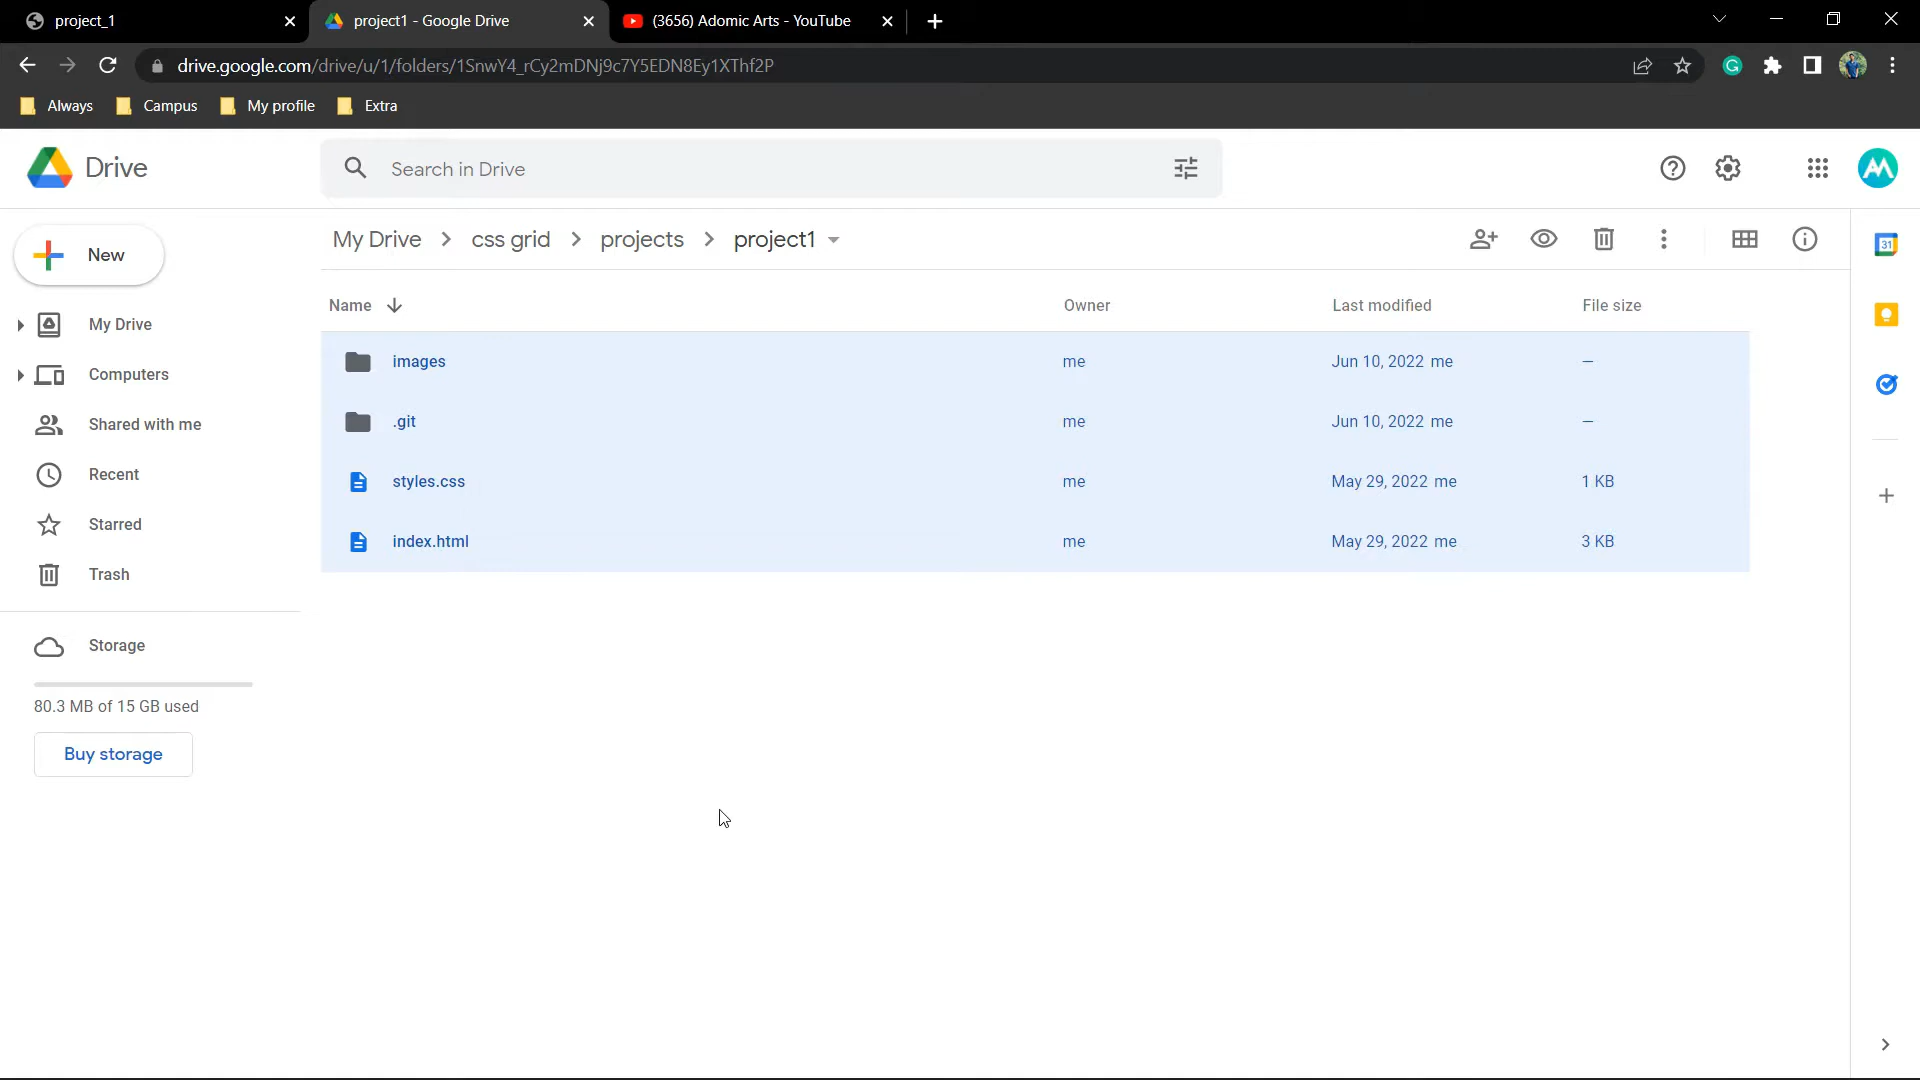 project_1
project1 - Google Drive
(3656) Adomic Arts - YouTube
drive.google.com/drive/u/1/folders/1SnwY4_rCy2mDNj9c7Y5EDN8Ey1XThf2P
Always Campus My profile Extra
Drive
Search in Drive
New
My Drive
Computers
Shared with me
Recent
Starred
Trash
Storage
80.3 MB of 15 GB used
Buy storage
My Drive > css grid > projects > project1
Name Owner Last modified File size
images me Jun 10, 2022 me –
.git me Jun 10, 2022 me –
styles.css me May 29, 2022 me 1 KB
index.html me May 29, 2022 me 3 KB
31